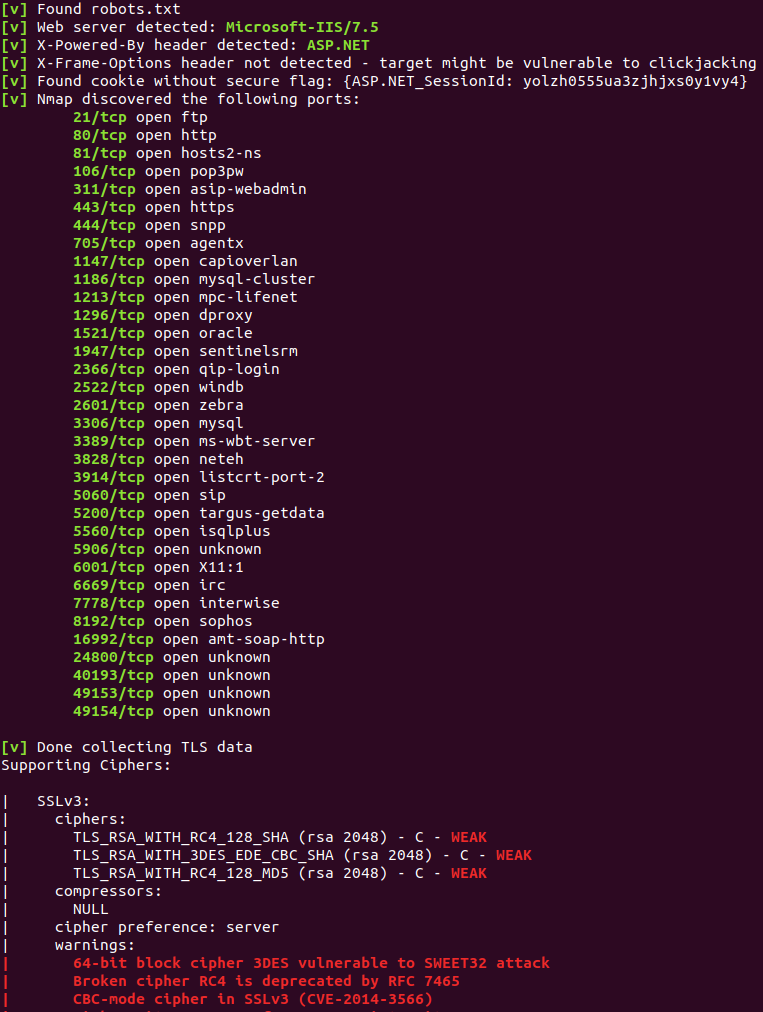 [v] Found robots.txt
[v] Web server detected: Microsoft-IIS/7.5
[v] X-Powered-By header detected: ASP.NET
[v] X-Frame-Options header not detected - target might be vulnerable to clickjacking
[v] Found cookie without secure flag: {ASP.NET_SessionId: yolzh0555ua3zjhjxs0y1vy4}
[v] Nmap discovered the following ports:
21/tcp open ftp
80/tcp open http
81/tcp open hosts2-ns
106/tcp open pop3pw
311/tcp open asip-webadmin
443/tcp open https
444/tcp open snpp
705/tcp open agentx
1147/tcp open capioverlan
1186/tcp open mysql-cluster
1213/tcp open mpc-lifenet
1296/tcp open dproxy
1521/tcp open oracle
1947/tcp open sentinelsrm
2366/tcp open qip-login
2522/tcp open windb
2601/tcp open zebra
3306/tcp open mysql
3389/tcp open ms-wbt-server
3828/tcp open neteh
3914/tcp open listcrt-port-2
5060/tcp open sip
5200/tcp open targus-getdata
5560/tcp open isqlplus
5906/tcp open unknown
6001/tcp open X11:1
6669/tcp open irc
7778/tcp open interwise
8192/tcp open sophos
16992/tcp open amt-soap-http
24800/tcp open unknown
40193/tcp open unknown
49153/tcp open unknown
49154/tcp open unknown
[v] Done collecting TLS data
Supporting Ciphers:
| SSLv3:
| ciphers:
| TLS_RSA_WITH_RC4_128_SHA (rsa 2048) - C - WEAK
| TLS_RSA_WITH_3DES_EDE_CBC_SHA (rsa 2048) - C - WEAK
| TLS_RSA_WITH_RC4_128_MD5 (rsa 2048) - C - WEAK
| compressors:
| NULL
| cipher preference: server
| warnings:
| 64-bit block cipher 3DES vulnerable to SWEET32 attack
| Broken cipher RC4 is deprecated by RFC 7465
| CBC-mode cipher in SSLv3 (CVE-2014-3566)